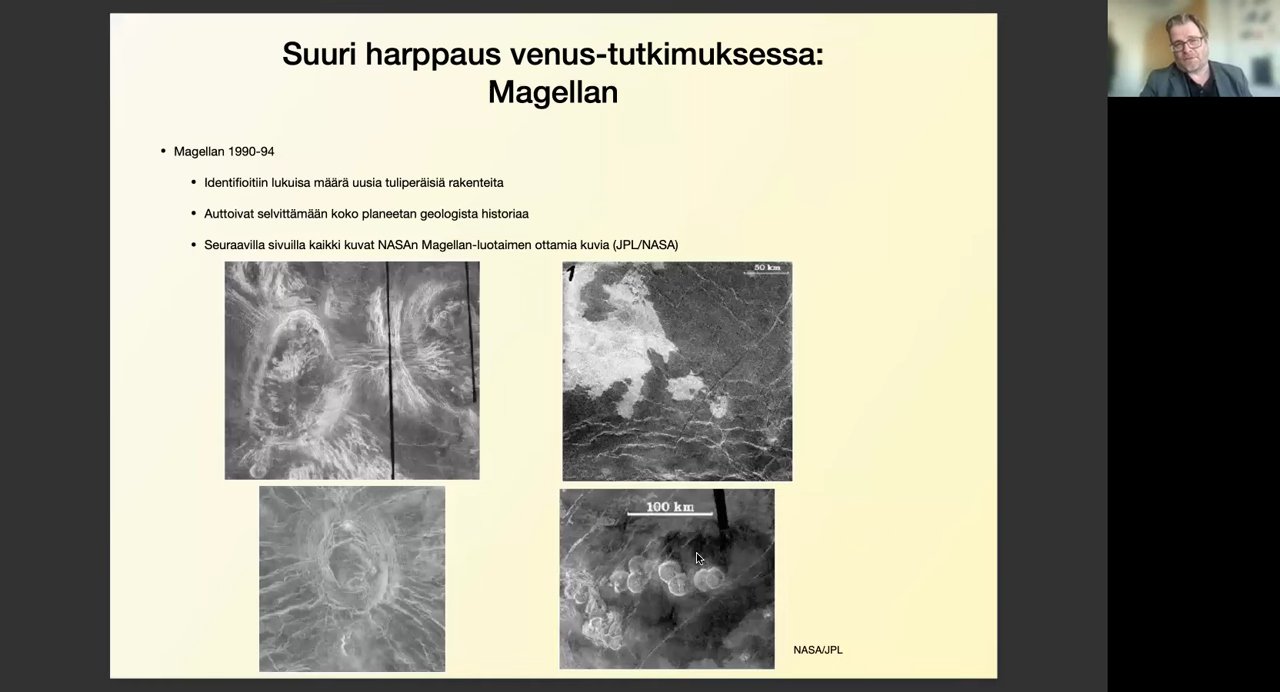 Suuri harppaus venus-tutkimuksessa:
Magellan
• Magellan 1990-94
• Identifioitiin lukuisa määrä uusia tuliperäisiä rakenteita
• Auttoivat selvittämään koko planeetan geologista historiaa
• Seuraavilla sivuilla kaikki kuvat NASAn Magellan-luotaimen ottamia kuvia (JPL/NASA)
1
50 km
100 km
NASA/JPL